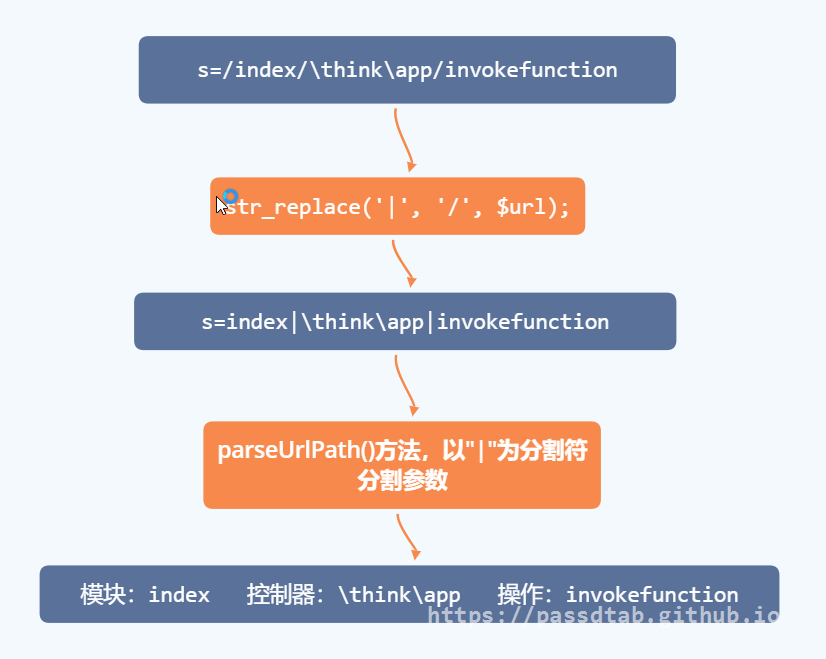 s=/index/\think\app/invokefunction
str_replace('|', '/', $url);
s=index|\think\app|invokefunction
parseUrlPath()方法，以"|"为分割符
分割参数
模块：index 控制器：\think\app 操作：invokefunction
https://passdtab.github.io